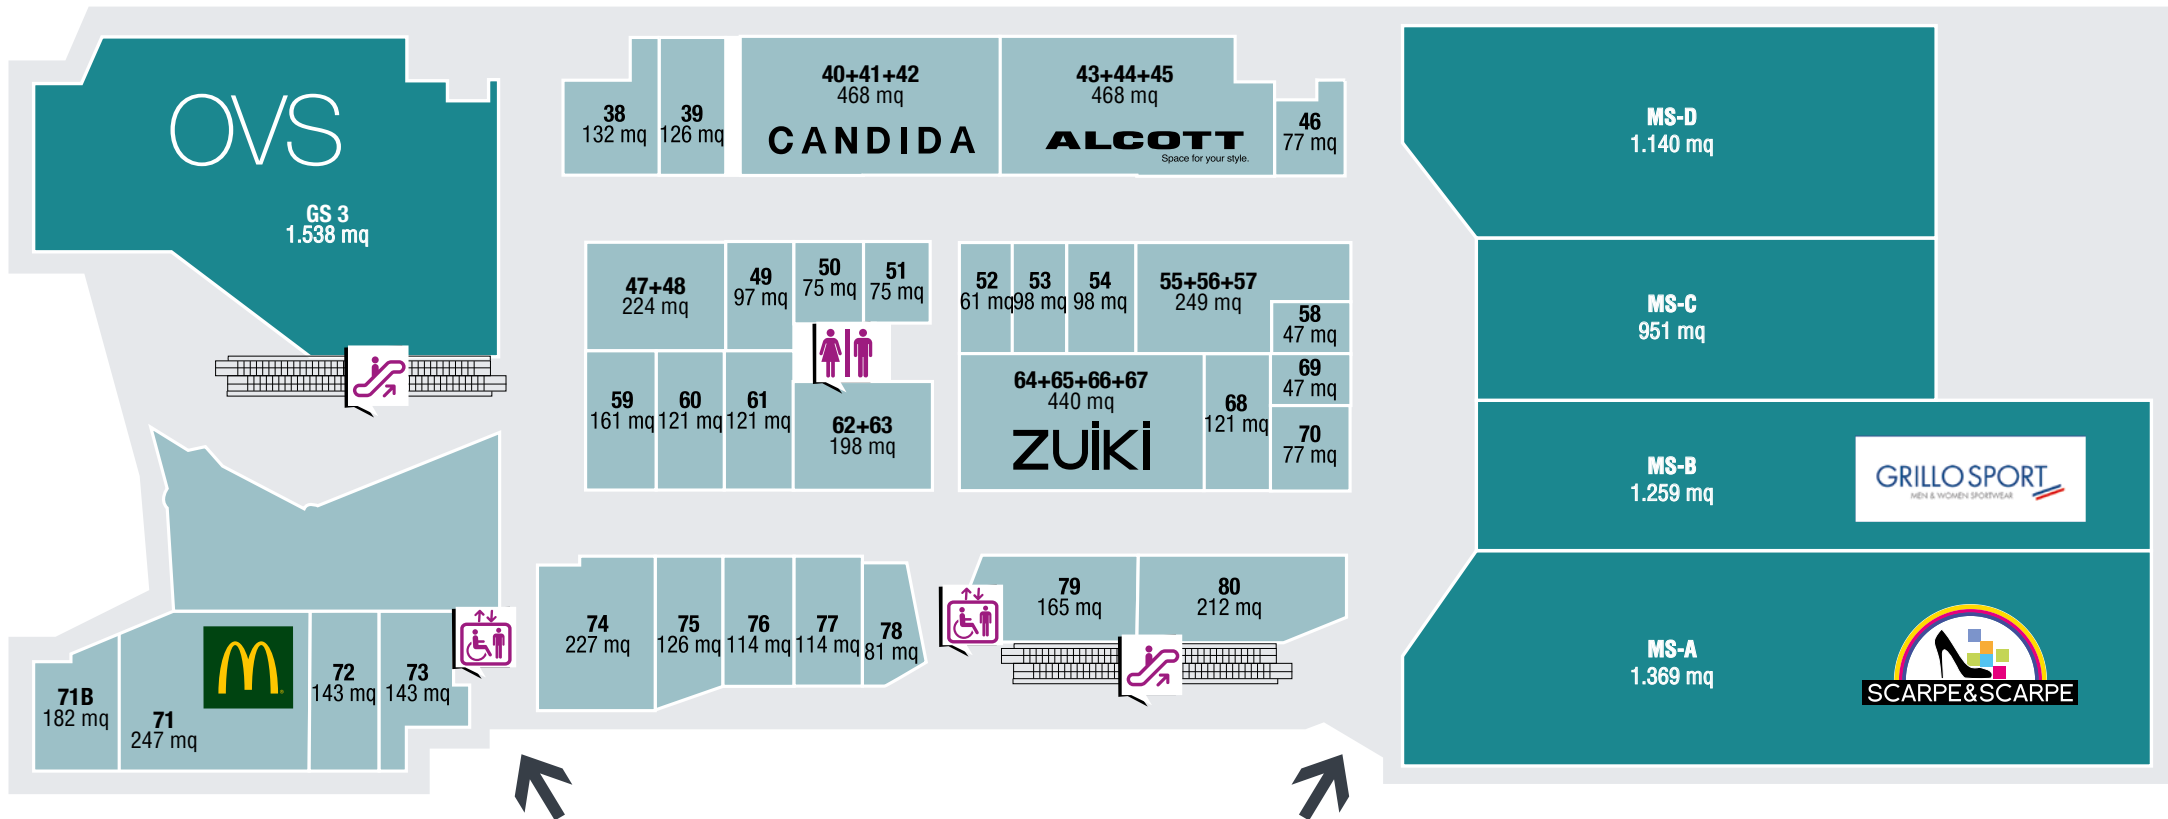 OVS
GS 3
1.538 mq
38
132 mq
39
126 mq
40+41+42
468 mq
CANDIDA
43+44+45
468 mq
ALCOTT
Space for your style.
46
77 mq
MS-D
1.140 mq
47+48
224 mq
49
97 mq
50
75 mq
51
75 mq
52
61 mq
53
98 mq
54
98 mq
55+56+57
249 mq
58
47 mq
MS-C
951 mq
59
161 mq
60
121 mq
61
121 mq
62+63
198 mq
64+65+66+67
440 mq
ZUiKi
68
121 mq
69
47 mq
70
77 mq
MS-B
1.259 mq
GRILLO SPORT
MEN & WOMEN SPORTWEAR
71B
182 mq
71
247 mq
72
143 mq
73
143 mq
74
227 mq
75
126 mq
76
114 mq
77
114 mq
78
81 mq
79
165 mq
80
212 mq
MS-A
1.369 mq
SCARPE&SCARPE